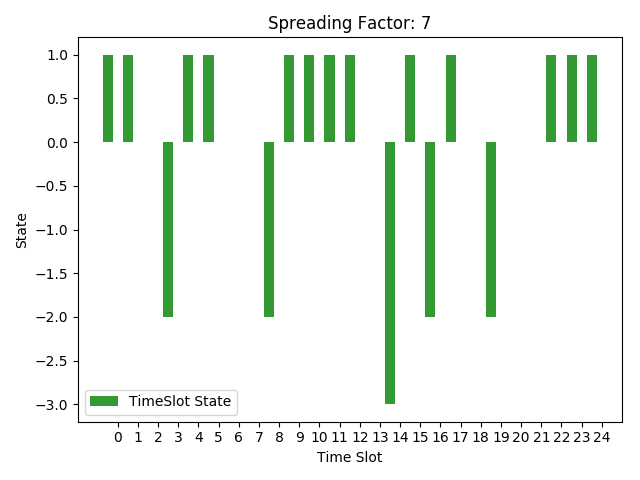 Spreading Factor: 7
1.0
0.5
0.0
−0.5
−1.0
−1.5
−2.0
−2.5
−3.0
State
TimeSlot State
0 1 2 3 4 5 6 7 8 9 10 11 12 13 14 15 16 17 18 19 20 21 22 23 24
Time Slot